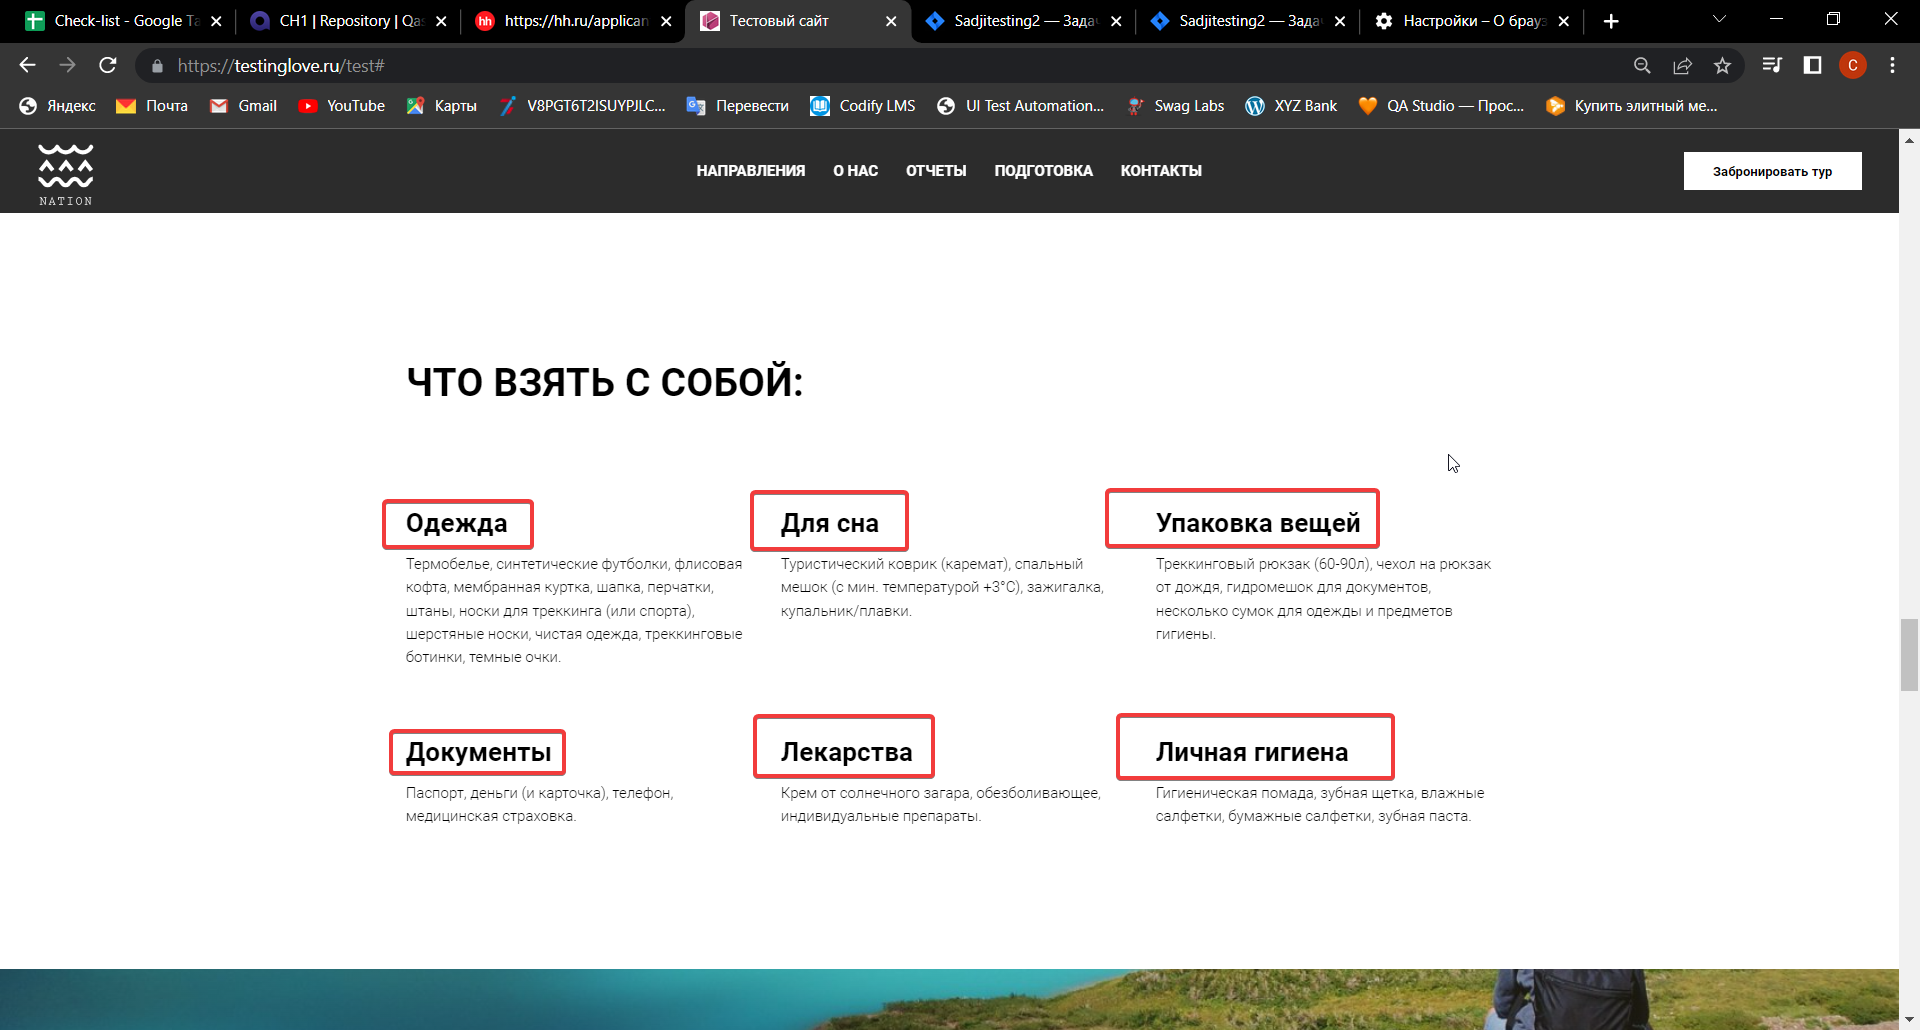 Check-list - Google Ta
CH1 | Repository | Qas
https://hh.ru/applican
Тестовый сайт
Sadjitesting2 — Зада
Sadjitesting2 — Зада
Настройки – О брауз
https://testinglove.ru/test#
C
Яндекс
Почта
Gmail
YouTube
Карты
V8PGT6T2ISUYPJLC...
Перевести
Codify LMS
UI Test Automation...
Swag Labs
XYZ Bank
QA Studio — Прос...
Купить элитный ме...
NATION
НАПРАВЛЕНИЯ
О НАС
ОТЧЕТЫ
ПОДГОТОВКА
КОНТАКТЫ
Забронировать тур
ЧТО ВЗЯТЬ С СОБОЙ:
Одежда
Термобелье, синтетические футболки, флисовая
кофта, мембранная куртка, шапка, перчатки,
штаны, носки для треккинга (или спорта),
шерстяные носки, чистая одежда, треккинговые
ботинки, темные очки.
Для сна
Туристический коврик (каремат), спальный
мешок (с мин. температурой +3°С), зажигалка,
купальник/плавки.
Упаковка вещей
Треккинговый рюкзак (60-90л), чехол на рюкзак
от дождя, гидромешок для документов,
несколько сумок для одежды и предметов
гигиены.
Документы
Паспорт, деньги (и карточка), телефон,
медицинская страховка.
Лекарства
Крем от солнечного загара, обезболивающее,
индивидуальные препараты.
Личная гигиена
Гигиеническая помада, зубная щетка, влажные
салфетки, бумажные салфетки, зубная паста.